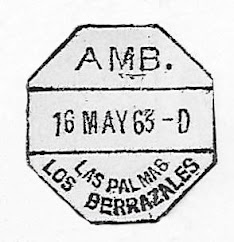 AMB.
16 MAY 63 - D
LAS PALMAS
LOS BERRAZALES